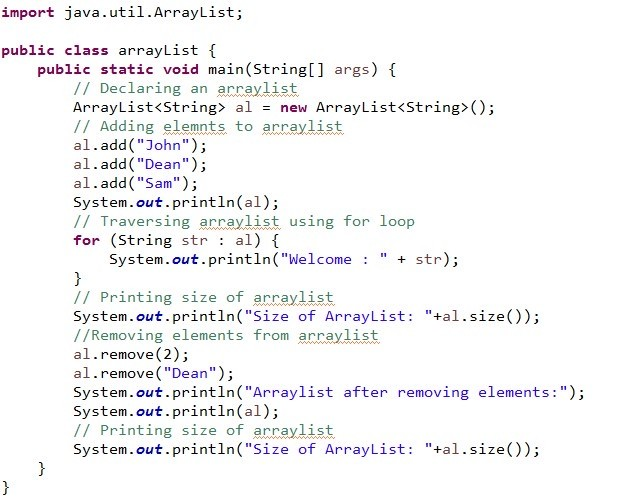 import java.util.ArrayList;

public class arrayList {
    public static void main(String[] args) {
        // Declaring an arraylist
        ArrayList<String> al = new ArrayList<String>();
        // Adding elemnts to arraylist
        al.add("John");
        al.add("Dean");
        al.add("Sam");
        System.out.println(al);
        // Traversing arraylist using for loop
        for (String str : al) {
            System.out.println("Welcome : " + str);
        }
        // Printing size of arraylist
        System.out.println("Size of ArrayList: "+al.size());
        //Removing elements from arraylist
        al.remove(2);
        al.remove("Dean");
        System.out.println("Arraylist after removing elements:");
        System.out.println(al);
        // Printing size of arraylist
        System.out.println("Size of ArrayList: "+al.size());
    }
}